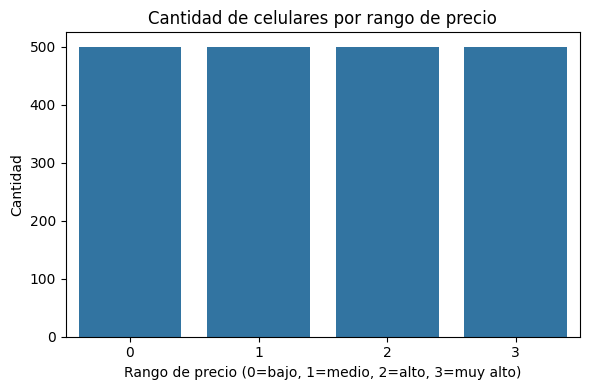 Cantidad de celulares por rango de precio
500
400
300
200
100
0
Cantidad
0 1 2 3
Rango de precio (0=bajo, 1=medio, 2=alto, 3=muy alto)